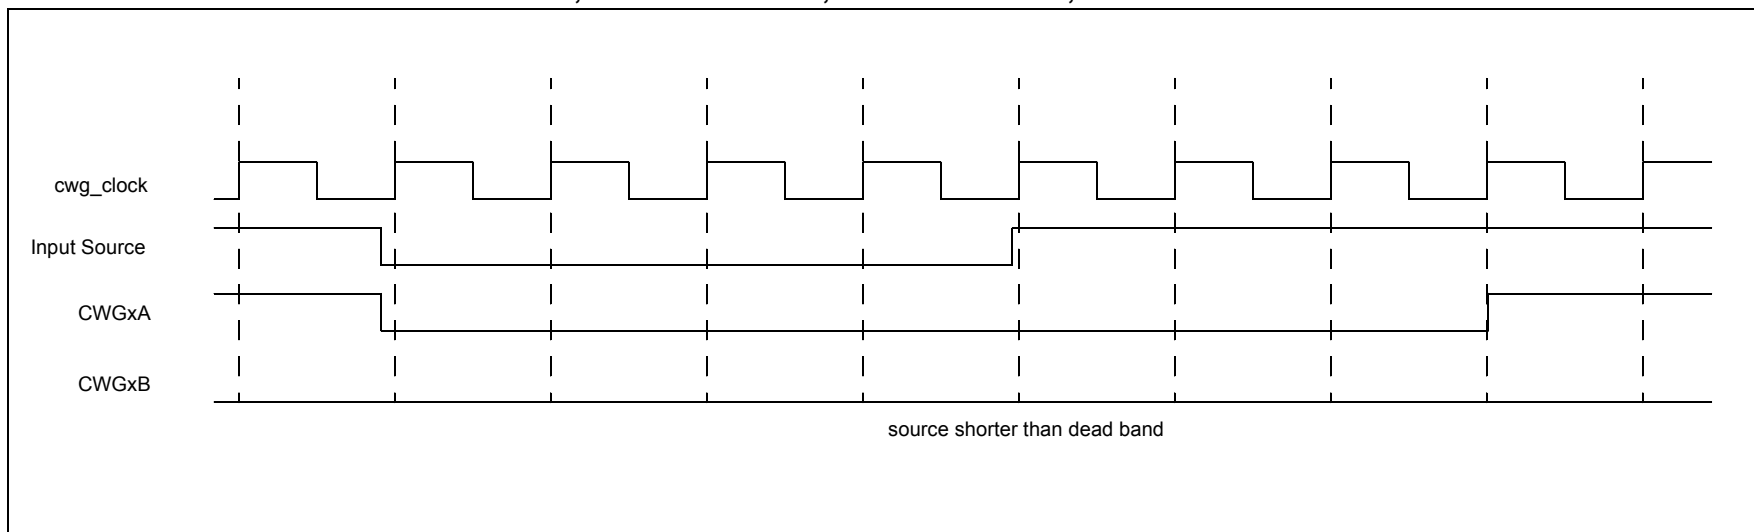 cwg_clock
Input Source
CWGxA
CWGxB
source shorter than dead band